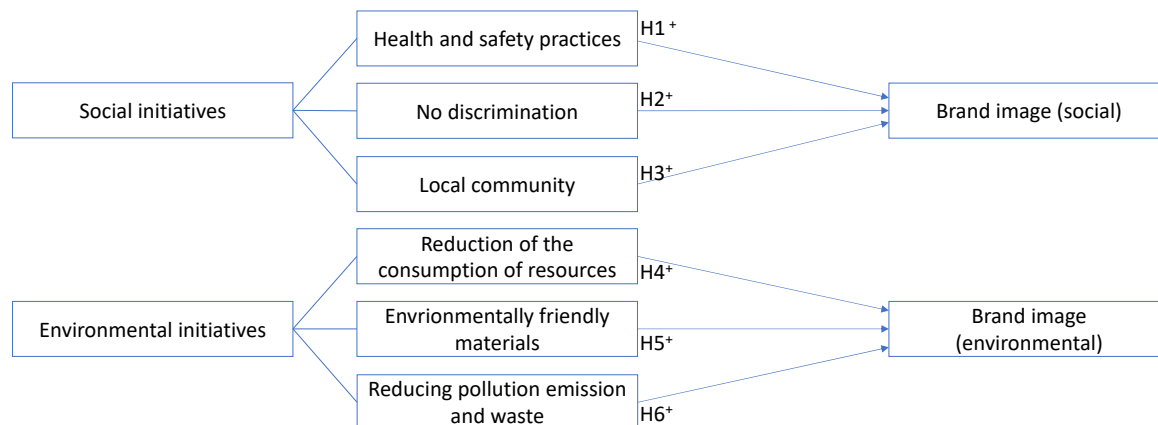 Health and safety practices
H1 +
Social initiatives
No discrimination
H2+
Brand image (social)
Local community
H3+
Reduction of the
consumption of resources
H4+
Environmental initiatives
Envrionmentally friendly
materials
H5+
Brand image
(environmental)
Reducing pollution emission
and waste
H6+